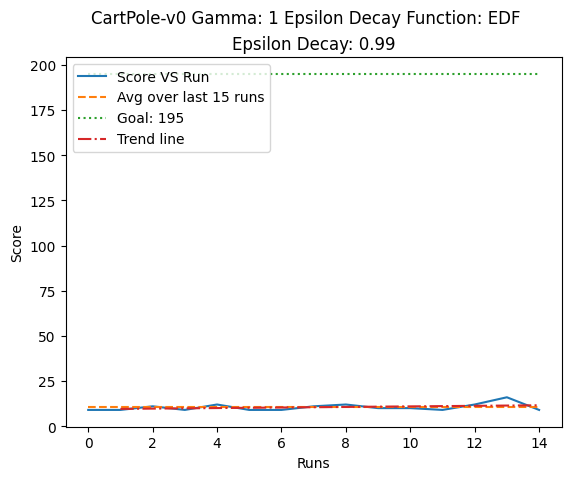 CartPole-v0 Gamma: 1 Epsilon Decay Function: EDF
Epsilon Decay: 0.99
Score VS Run
Avg over last 15 runs
Goal: 195
Trend line
200
175
150
125
100
75
50
25
0
Score
0 2 4 6 8 10 12 14
Runs